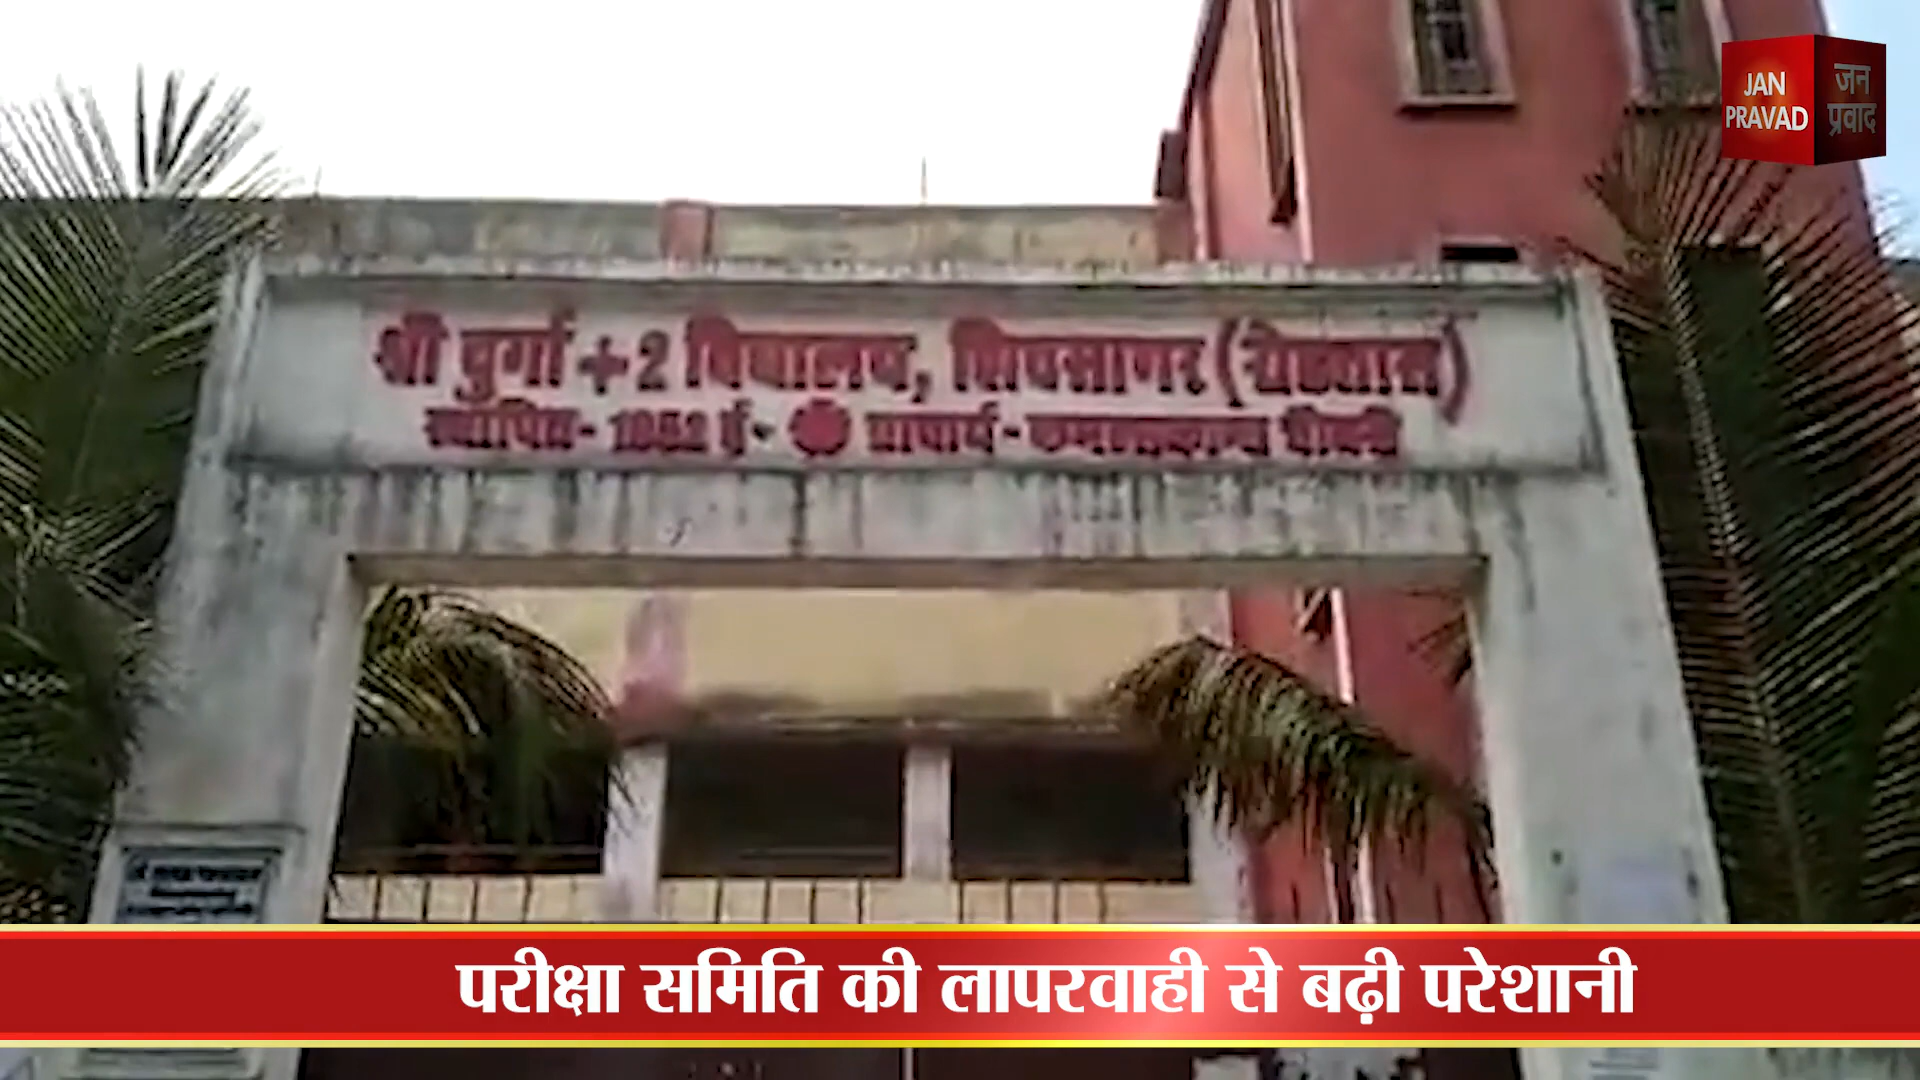 JAN
PRAVAD
जन
प्रवाद
श्री दुर्गा +2 विद्यालय, शिवसागर (रोहतास)
स्थापित- 1952 ई - प्राचार्य -
परीक्षा समिति की लापरवाही से बढ़ी परेशानी